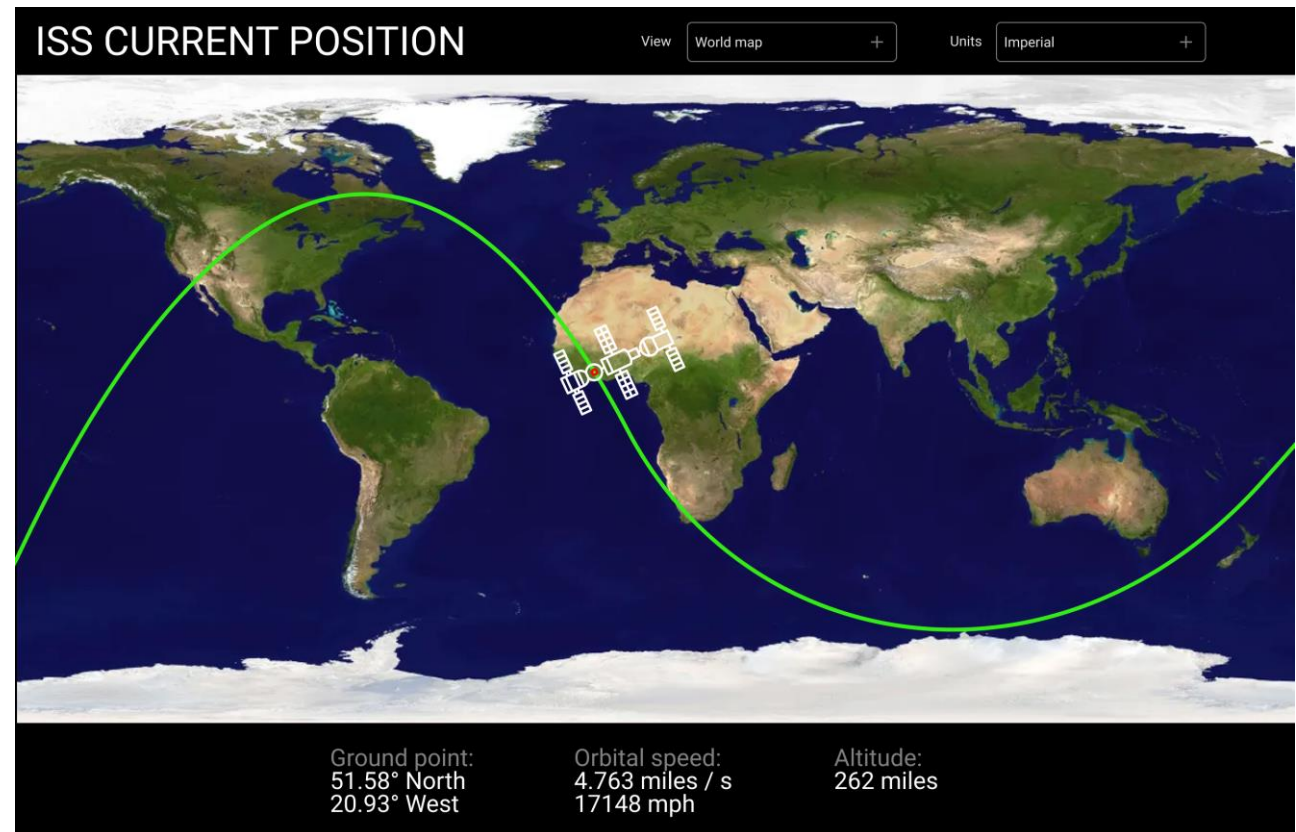 ISS CURRENT POSITION
View World map +
Units Imperial +
Ground point:
51.58° North
20.93° West
Orbital speed:
4.763 miles / s
17148 mph
Altitude:
262 miles